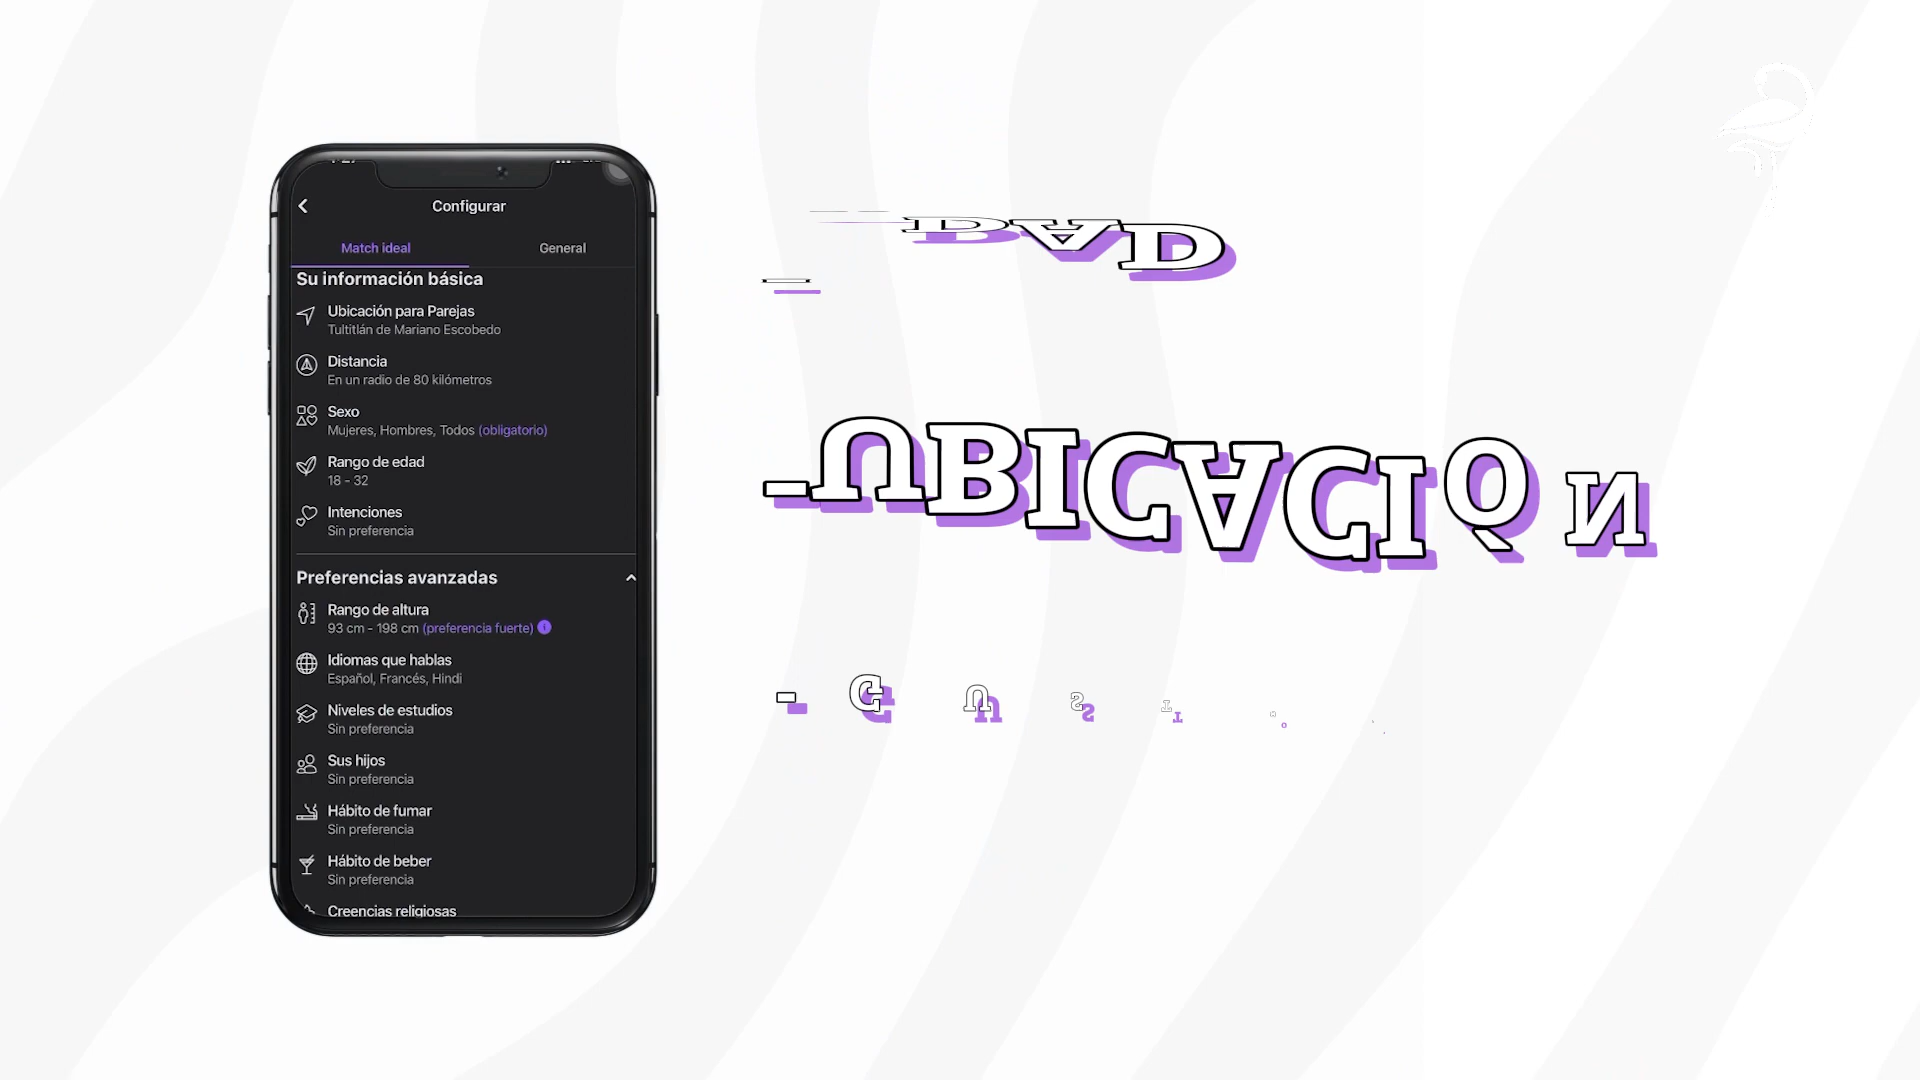 Configurar
Match ideal
General
Su información básica
Ubicación para Parejas
Tultitlán de Mariano Escobedo
Distancia
En un radio de 80 kilómetros
Sexo
Mujeres, Hombres, Todos (obligatorio)
Rango de edad
18 - 32
Intenciones
Sin preferencia
Preferencias avanzadas
Rango de altura
93 cm - 198 cm (preferencia fuerte)
Idiomas que hablas
Español, Francés, Hindi
Niveles de estudios
Sin preferencia
Sus hijos
Sin preferencia
Hábito de fumar
Sin preferencia
Hábito de beber
Sin preferencia
Creencias religiosas
DAD
-UBICACIÓN
-GUSTO